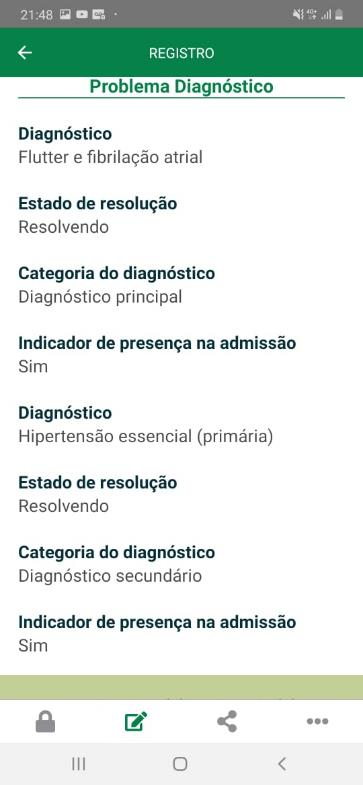 21:48
REGISTRO
Problema Diagnóstico
Diagnóstico
Flutter e fibrilação atrial
Estado de resolução
Resolvendo
Categoria do diagnóstico
Diagnóstico principal
Indicador de presença na admissão
Sim
Diagnóstico
Hipertensão essencial (primária)
Estado de resolução
Resolvendo
Categoria do diagnóstico
Diagnóstico secundário
Indicador de presença na admissão
Sim